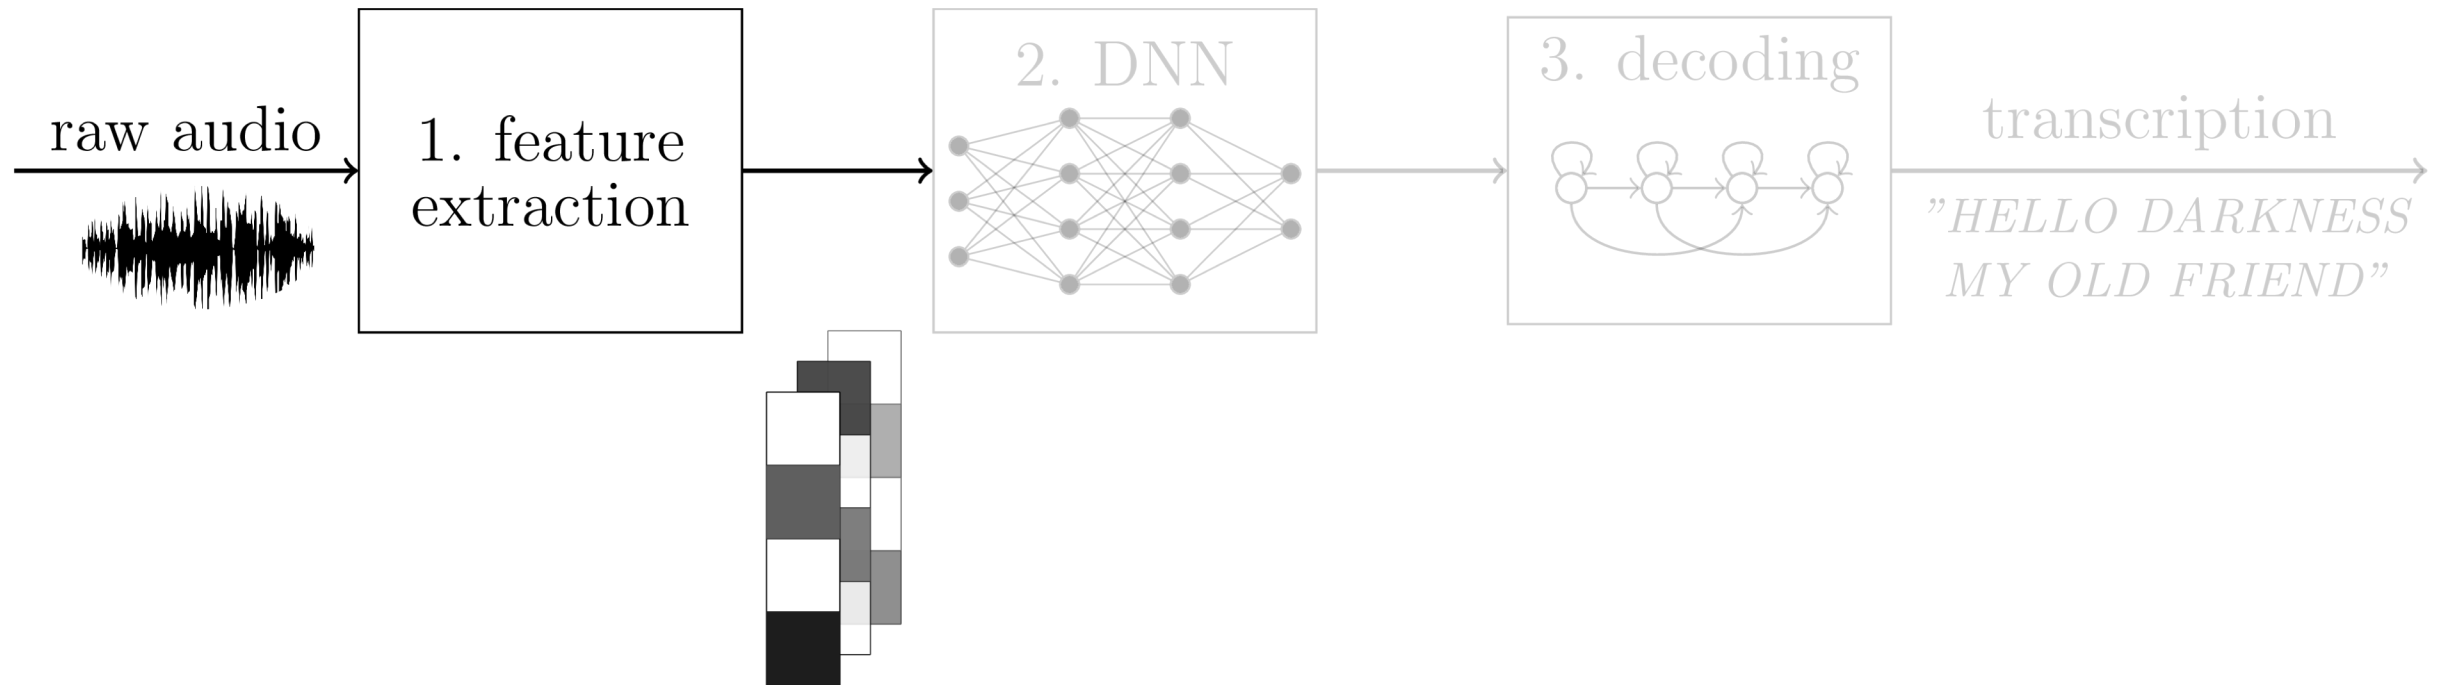 raw audio
1. feature
extraction
2. DNN
3. decoding
transcription
"HELLO DARKNESS
MY OLD FRIEND"